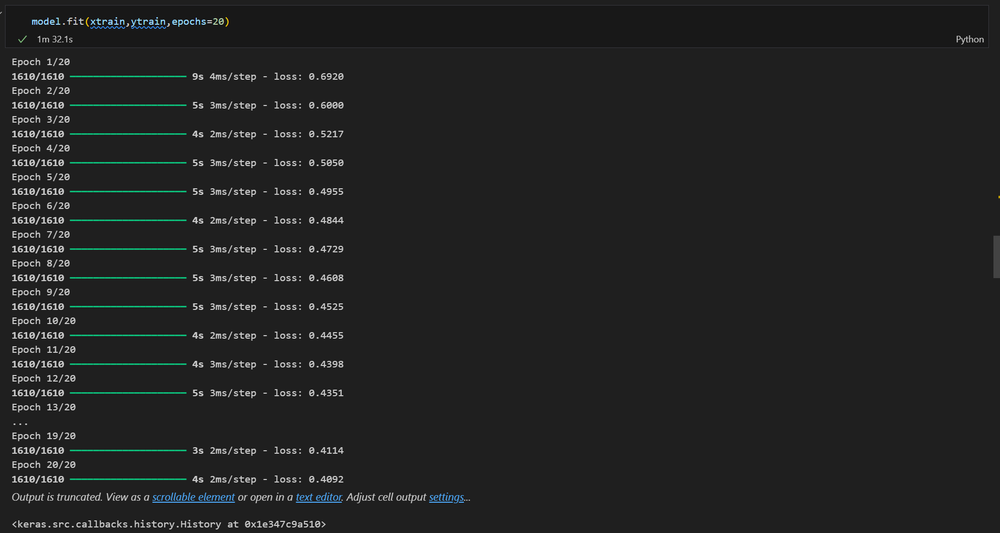 model.fit(xtrain,ytrain,epochs=20)
1m 32.1s
Python
Epoch 1/20
1610/1610 ━━━━━━━━━━━━━━━━━━━━ 9s 4ms/step - loss: 0.6920
Epoch 2/20
1610/1610 ━━━━━━━━━━━━━━━━━━━━ 5s 3ms/step - loss: 0.6000
Epoch 3/20
1610/1610 ━━━━━━━━━━━━━━━━━━━━ 4s 2ms/step - loss: 0.5217
Epoch 4/20
1610/1610 ━━━━━━━━━━━━━━━━━━━━ 5s 3ms/step - loss: 0.5050
Epoch 5/20
1610/1610 ━━━━━━━━━━━━━━━━━━━━ 5s 3ms/step - loss: 0.4955
Epoch 6/20
1610/1610 ━━━━━━━━━━━━━━━━━━━━ 4s 2ms/step - loss: 0.4844
Epoch 7/20
1610/1610 ━━━━━━━━━━━━━━━━━━━━ 5s 3ms/step - loss: 0.4729
Epoch 8/20
1610/1610 ━━━━━━━━━━━━━━━━━━━━ 5s 3ms/step - loss: 0.4608
Epoch 9/20
1610/1610 ━━━━━━━━━━━━━━━━━━━━ 5s 3ms/step - loss: 0.4525
Epoch 10/20
1610/1610 ━━━━━━━━━━━━━━━━━━━━ 4s 2ms/step - loss: 0.4455
Epoch 11/20
1610/1610 ━━━━━━━━━━━━━━━━━━━━ 4s 3ms/step - loss: 0.4398
Epoch 12/20
1610/1610 ━━━━━━━━━━━━━━━━━━━━ 5s 3ms/step - loss: 0.4351
Epoch 13/20
...
Epoch 19/20
1610/1610 ━━━━━━━━━━━━━━━━━━━━ 3s 2ms/step - loss: 0.4114
Epoch 20/20
1610/1610 ━━━━━━━━━━━━━━━━━━━━ 4s 2ms/step - loss: 0.4092
Output is truncated. View as a scrollable element or open in a text editor. Adjust cell output settings...
<keras.src.callbacks.history.History at 0x1e347c9a510>